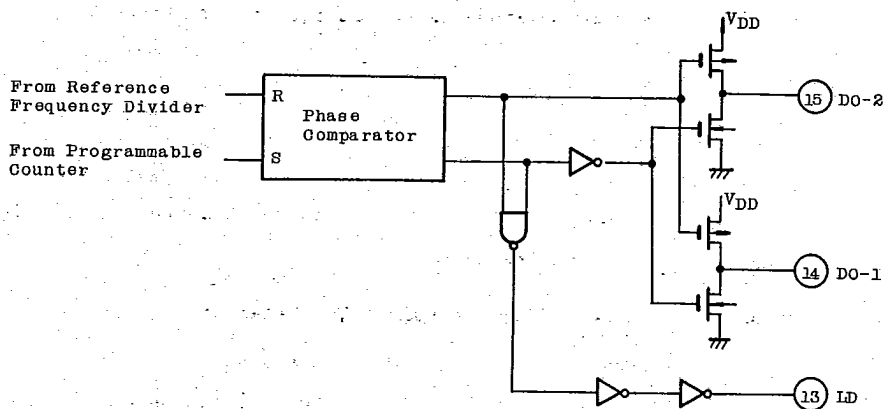 VDD
From Reference
Frequency Divider
R
Phase
Comparator
15 DO-2
From Programmable
Counter
S
VDD
14 DO-1
13 LD